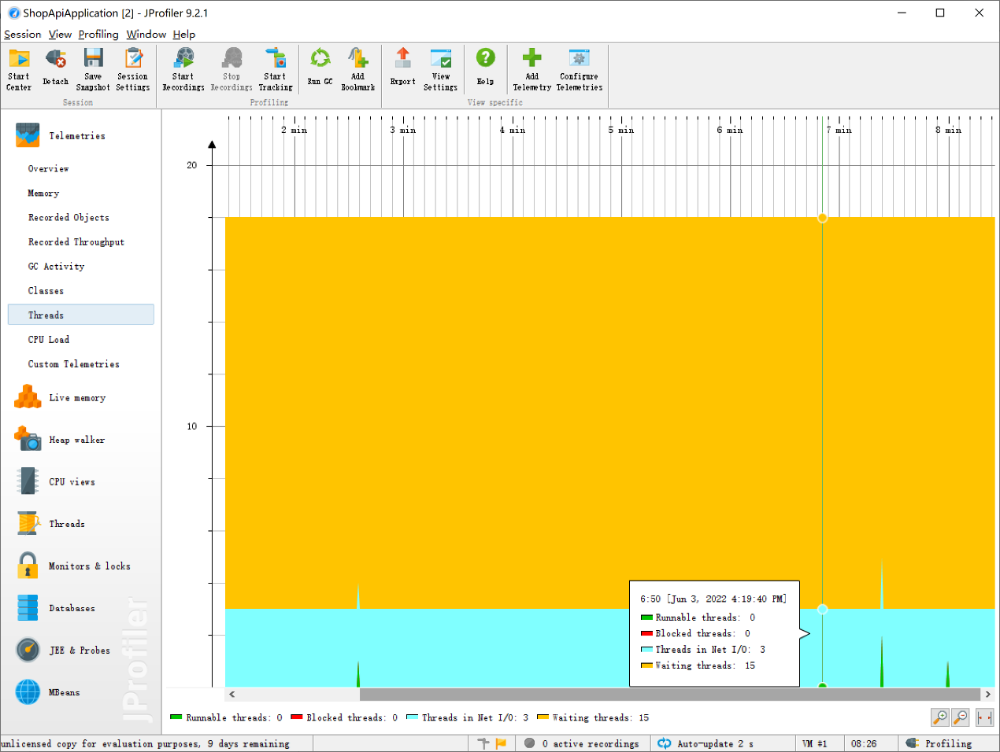 ShopApiApplication [2] - JProfiler 9.2.1
Session View Profiling Window Help
Start Center
Detach
Save Snapshot
Session Settings
Start Recordings
Stop Recordings
Start Tracking
Run GC
Add Bookmark
Export
View Settings
Help
Add Telemetry
Configure Telemetries
Session
Profiling
View specific
Telemetries
Overview
Memory
Recorded Objects
Recorded Throughput
GC Activity
Classes
Threads
CPU Load
Custom Telemetries
Live memory
Heap walker
CPU views
Threads
Monitors & locks
Databases
JEE & Probes
MBeans
JProfiler
2 min 3 min 4 min 5 min 6 min 7 min 8 min
20
10
6:50 [Jun 3, 2022 4:19:40 PM]
Runnable threads: 0
Blocked threads: 0
Threads in Net I/O: 3
Waiting threads: 15
Runnable threads: 0 Blocked threads: 0 Threads in Net I/O: 3 Waiting threads: 15
unlicensed copy for evaluation purposes, 9 days remaining
0 active recordings
Auto-update 2 s
VM #1
08:26
Profiling